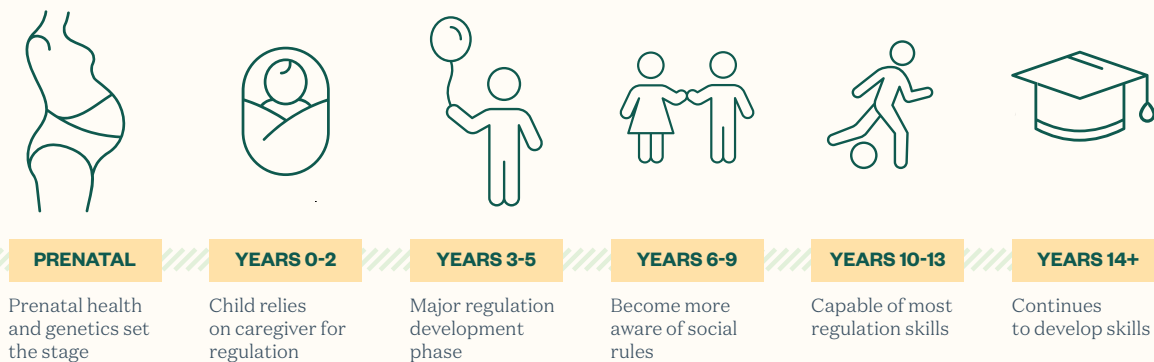 PRENATAL
Prenatal health
and genetics set
the stage
YEARS 0-2
Child relies
on caregiver for
regulation
YEARS 3-5
Major regulation
development
phase
YEARS 6-9
Become more
aware of social
rules
YEARS 10-13
Capable of most
regulation skills
YEARS 14+
Continues
to develop skills